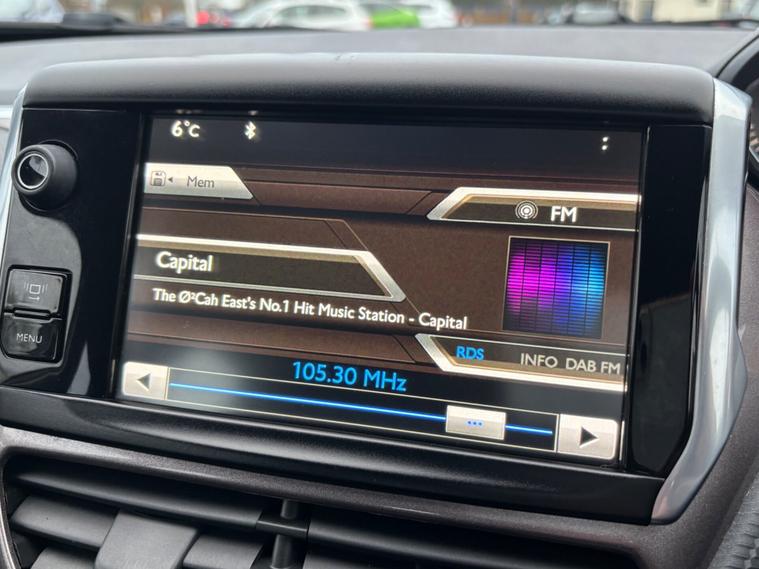 6°C
Mem
FM
Capital
The ز Cah East's No.1 Hit Music Station - Capital
RDS INFO DAB FM
105.30 MHz
MENU